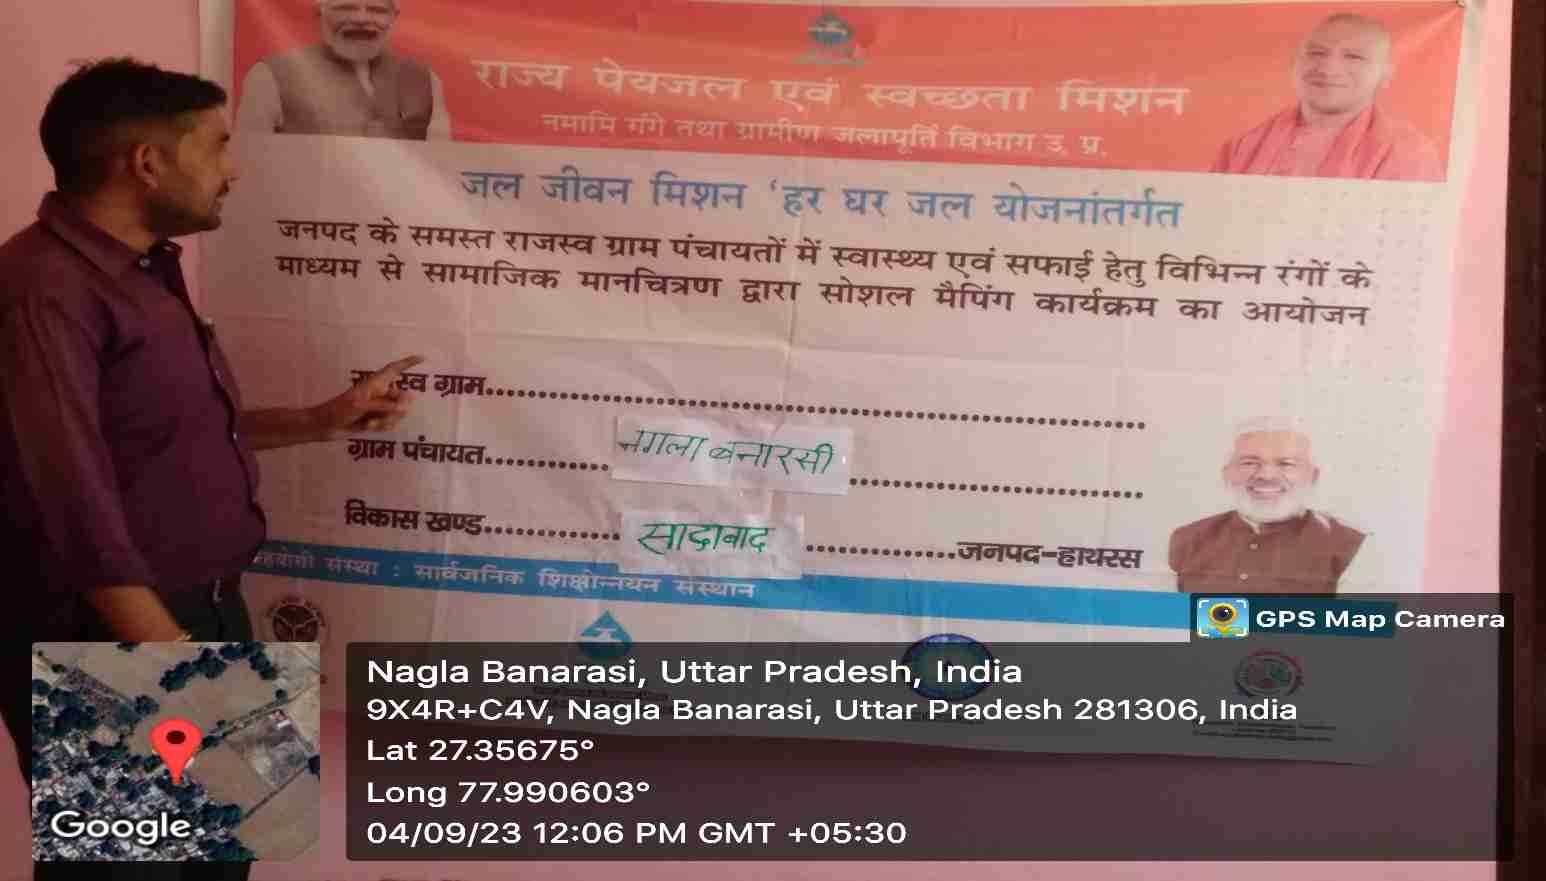 राज्य पेयजल एवं स्वच्छता मिशन
नमामि गंगे तथा ग्रामीण जलापूर्ति विभाग उ. प्र.
जल जीवन मिशन 'हर घर जल योजनांतर्गत
जनपद के समस्त राजस्व ग्राम पंचायतों में स्वास्थ्य एवं सफाई हेतु विभिन्न रंगों के
माध्यम से सामाजिक मानचित्रण द्वारा सोशल मैपिंग कार्यक्रम का आयोजन
ग्राम..........
ग्राम पंचायत.......... नगला बनारसी ..........
विकास खण्ड.......... सादाबाद ..........जनपद-हाथरस
संस्था : सार्वजनिक शिक्षोन्नयन संस्थान
GPS Map Camera
Nagla Banarasi, Uttar Pradesh, India
9X4R+C4V, Nagla Banarasi, Uttar Pradesh 281306, India
Lat 27.35675°
Long 77.990603°
04/09/23 12:06 PM GMT +05:30
Google